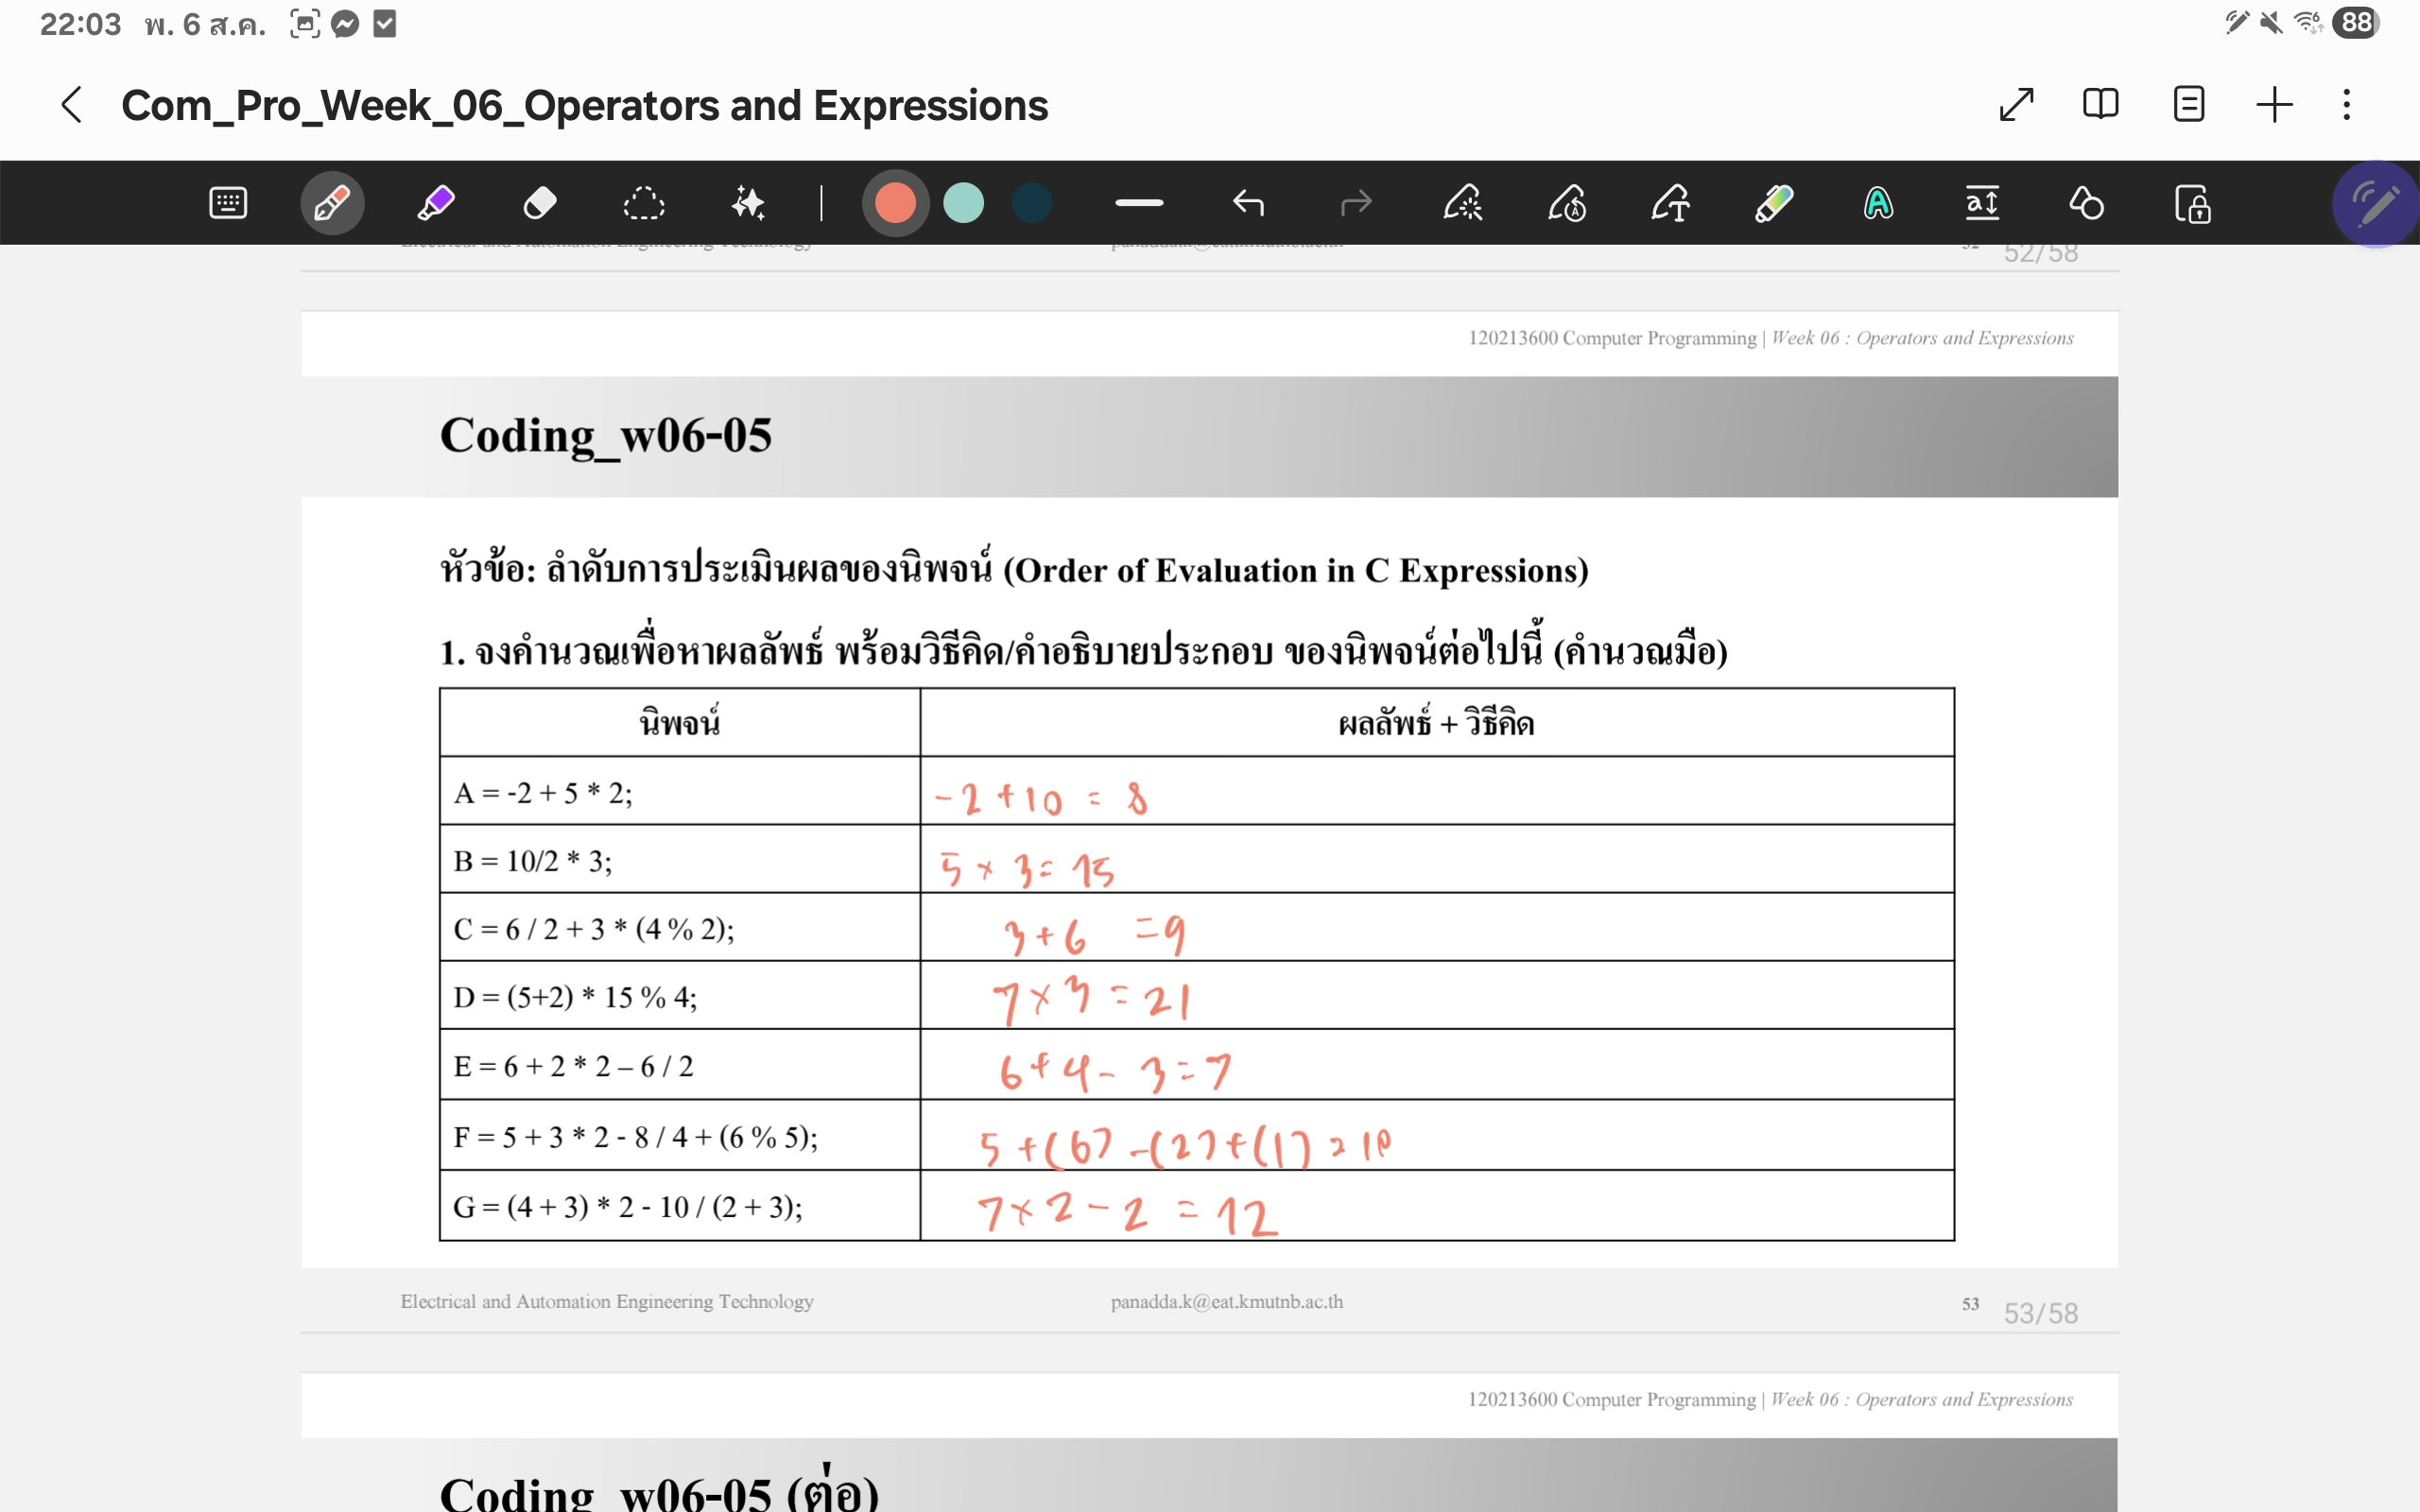 22:03 พ. 6 ส.ค. 88
Com_Pro_Week_06_Operators and Expressions
52/58
120213600 Computer Programming | Week 06 : Operators and Expressions
Coding_w06-05
หัวข้อ: ลำดับการประเมินผลของนิพจน์ (Order of Evaluation in C Expressions)
1. จงคำนวณเพื่อหาผลลัพธ์ พร้อมวิธีคิด/คำอธิบายประกอบ ของนิพจน์ต่อไปนี้ (คำนวณมือ)
นิพจน์ ผลลัพธ์ + วิธีคิด
A = -2 + 5 * 2; -2 +10 = 8
B = 10/2 * 3; 5 × 3 = 15
C = 6 / 2 + 3 * (4 % 2); 3+6 =9
D = (5+2) * 15 % 4; 7 × 3 = 21
E = 6 + 2 * 2 – 6 / 2 6+4- 3=7
F = 5 + 3 * 2 - 8 / 4 + (6 % 5); 5 +(6) -(2)+(1) = 10
G = (4 + 3) * 2 - 10 / (2 + 3); 7×2-2 = 12
Electrical and Automation Engineering Technology panadda.k@eat.kmutnb.ac.th 53 53/58
120213600 Computer Programming | Week 06 : Operators and Expressions
Coding_w06-05 (ต่อ)